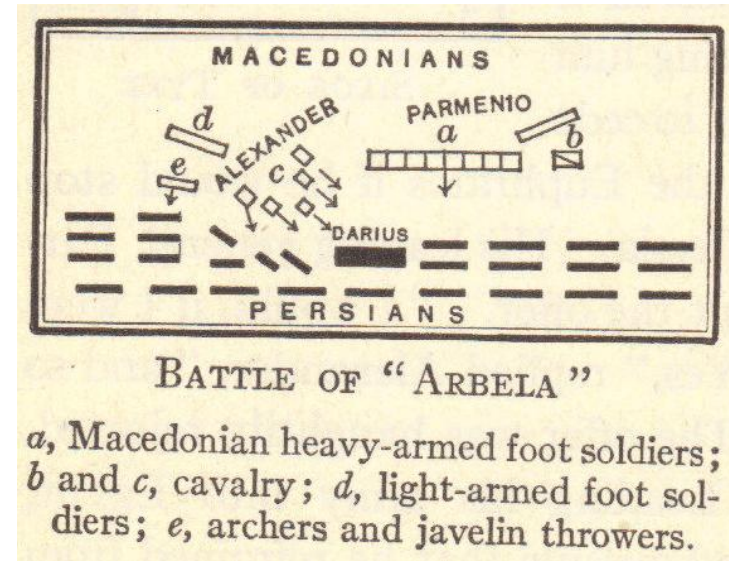 MACEDONIANS
PARMENIO
d
ALEXANDER
a
b
e
c
DARIUS
PERSIANS
BATTLE OF “ARBELA”
a, Macedonian heavy-armed foot soldiers;
b and c, cavalry; d, light-armed foot sol-
diers; e, archers and javelin throwers.